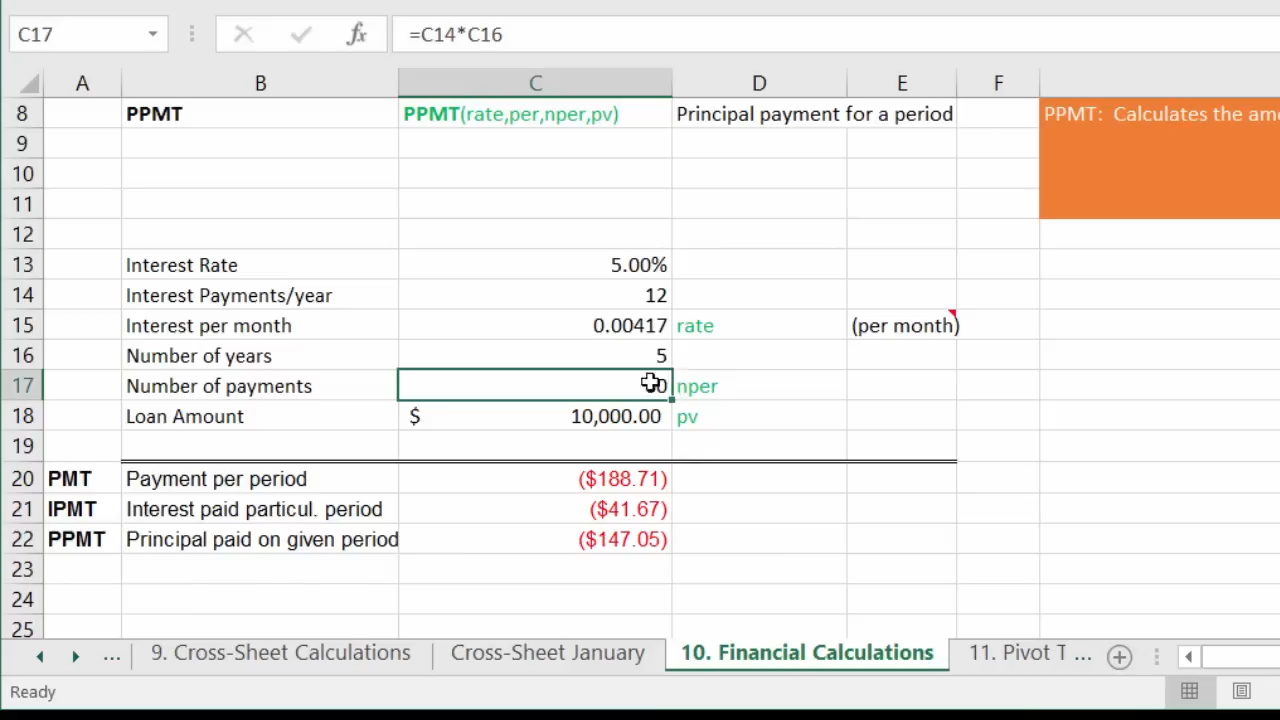 C17 fx =C14*C16
A B C D E F
8 PPMT PPMT(rate,per,nper,pv) Principal payment for a period PPMT: Calculates the amo
9
10
11
12
13 Interest Rate 5.00%
14 Interest Payments/year 12
15 Interest per month 0.00417 rate (per month)
16 Number of years 5
17 Number of payments 0 nper
18 Loan Amount $ 10,000.00 pv
19
20 PMT Payment per period ($188.71)
21 IPMT Interest paid particul. period ($41.67)
22 PPMT Principal paid on given period ($147.05)
23
24
25
... 9. Cross-Sheet Calculations Cross-Sheet January 10. Financial Calculations 11. Pivot T ...
Ready